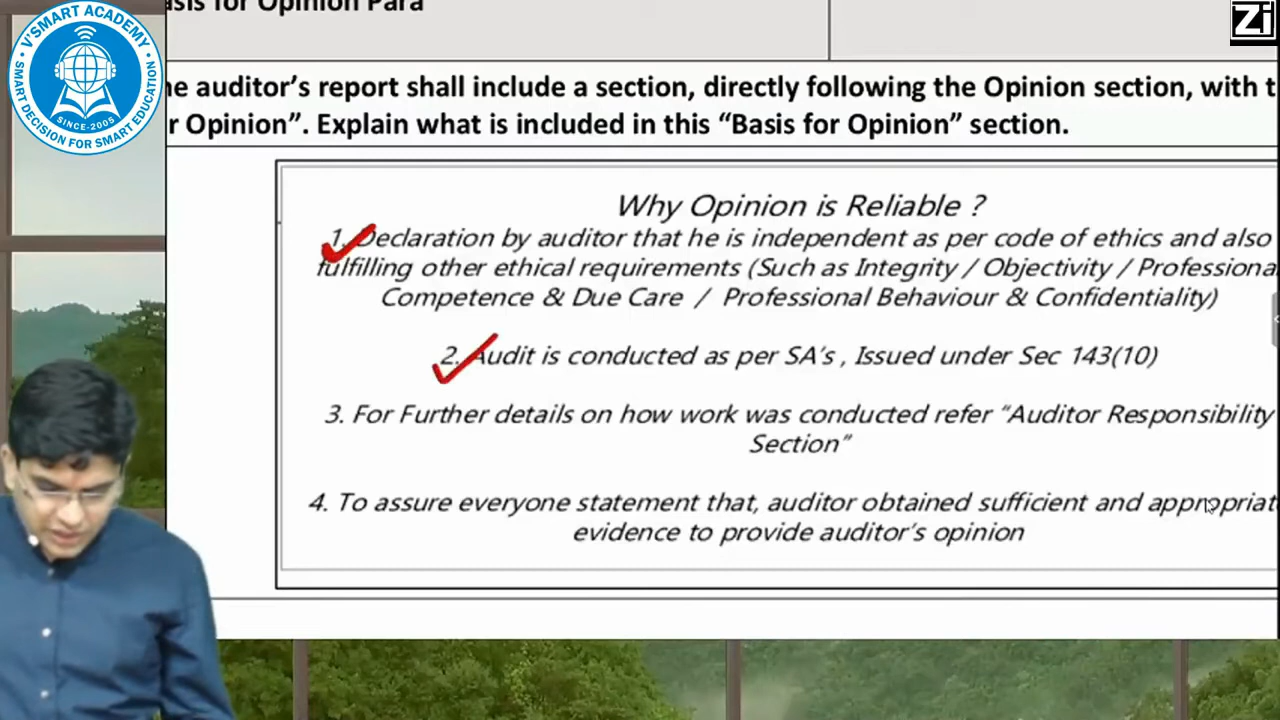 V'SMART ACADEMY
SMART DECISION FOR SMART EDUCATION
SINCE-2005
Zi
asis for Opinion Para
he auditor's report shall include a section, directly following the Opinion section, with t
r Opinion". Explain what is included in this "Basis for Opinion" section.
Why Opinion is Reliable ?
1. Declaration by auditor that he is independent as per code of ethics and also
fulfilling other ethical requirements (Such as Integrity / Objectivity / Professiona
Competence & Due Care / Professional Behaviour & Confidentiality)
2. Audit is conducted as per SA's , Issued under Sec 143(10)
3. For Further details on how work was conducted refer "Auditor Responsibility
Section"
4. To assure everyone statement that, auditor obtained sufficient and appropriat
evidence to provide auditor's opinion